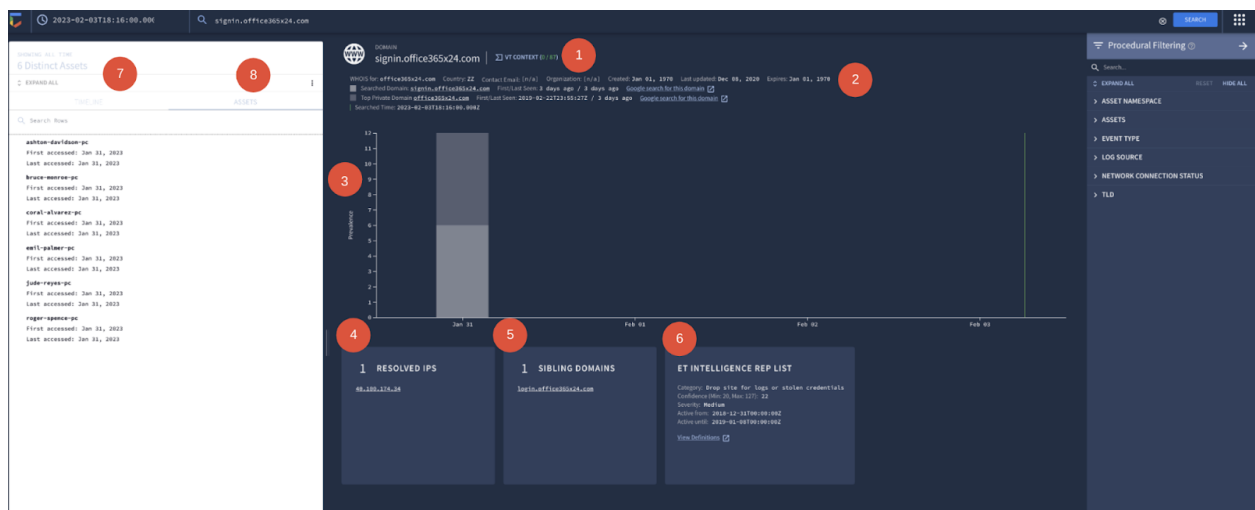 2023-02-03T18:16:00.00(
signin.office365x24.com
SEARCH
SHOWING ALL TIME
6 Distinct Assets
7
8
EXPAND ALL
TIMELINE
ASSETS
Search Rows
ashton-davidson-pc
First accessed: Jan 31, 2023
Last accessed: Jan 31, 2023
bruce-monroe-pc
First accessed: Jan 31, 2023
Last accessed: Jan 31, 2023
coral-alvarez-pc
First accessed: Jan 31, 2023
Last accessed: Jan 31, 2023
emil-palmer-pc
First accessed: Jan 31, 2023
Last accessed: Jan 31, 2023
jude-reyes-pc
First accessed: Jan 31, 2023
Last accessed: Jan 31, 2023
roger-spence-pc
First accessed: Jan 31, 2023
Last accessed: Jan 31, 2023
WWW
DOMAIN
signin.office365x24.com
VT CONTEXT (0 / 87)
1
WHOIS for: office365x24.com Country: ZZ Contact Email: [n/a] Organization: [n/a] Created: Jan 01, 1970 Last updated: Dec 08, 2020 Expires: Jan 01, 1970
2
Searched Domain: signin.office365x24.com First/Last Seen: 3 days ago / 3 days ago Google search for this domain
Top Private Domain office365x24.com First/Last Seen: 2019-02-22T23:55:27Z / 3 days ago Google search for this domain
Searched Time: 2023-02-03T18:16:00.000Z
3
Prevalence
12
11
10
9
8
7
6
5
4
3
2
1
Jan 31
Feb 01
Feb 02
Feb 03
4
1 RESOLVED IPS
40.100.174.34
5
1 SIBLING DOMAINS
login.office365x24.com
6
ET INTELLIGENCE REP LIST
Category: Drop site for logs or stolen credentials
Confidence (Min: 20, Max: 127): 22
Severity: Medium
Active from: 2018-12-31T00:00:00Z
Active until: 2019-01-08T00:00:00Z
View Definitions
Procedural Filtering
Search...
EXPAND ALL
RESET
HIDE ALL
ASSET NAMESPACE
ASSETS
EVENT TYPE
LOG SOURCE
NETWORK CONNECTION STATUS
TLD